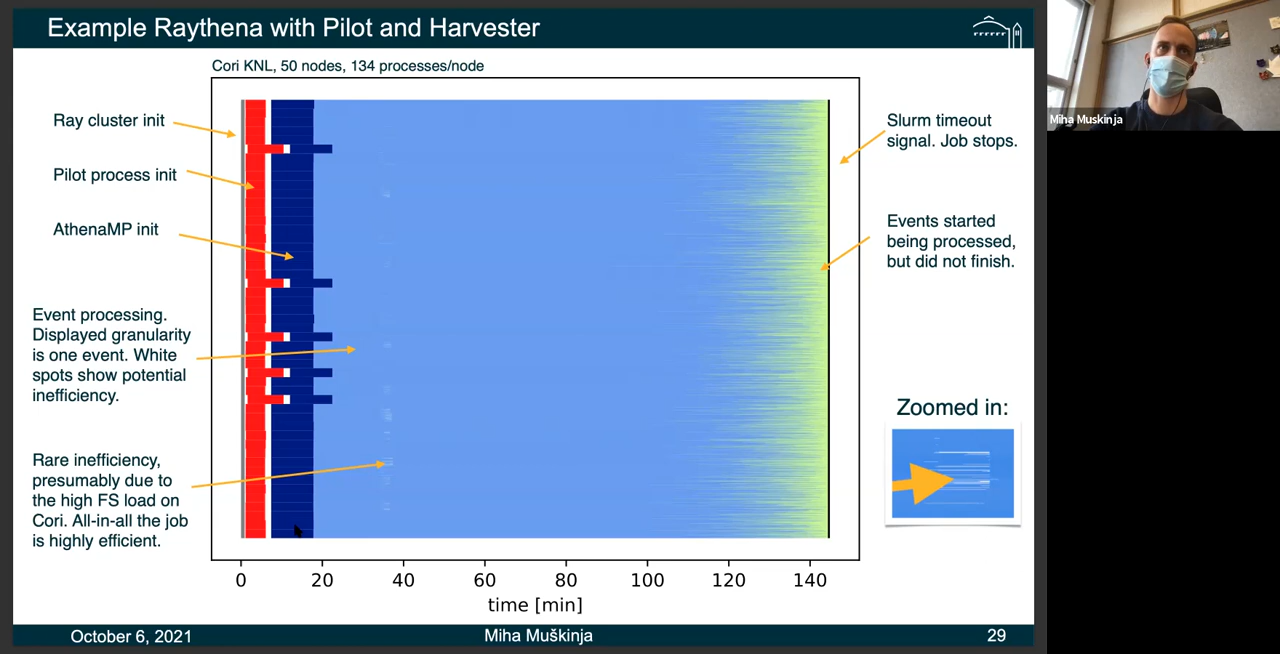 Example Raythena with Pilot and Harvester
Cori KNL, 50 nodes, 134 processes/node
Ray cluster init
Pilot process init
AthenaMP init
Event processing.
Displayed granularity
is one event. White
spots show potential
inefficiency.
Rare inefficiency,
presumably due to
the high FS load on
Cori. All-in-all the job
is highly efficient.
Slurm timeout
signal. Job stops.
Events started
being processed,
but did not finish.
Zoomed in:
0 20 40 60 80 100 120 140
time [min]
October 6, 2021
Miha Muškinja
29
Miha Muskinja